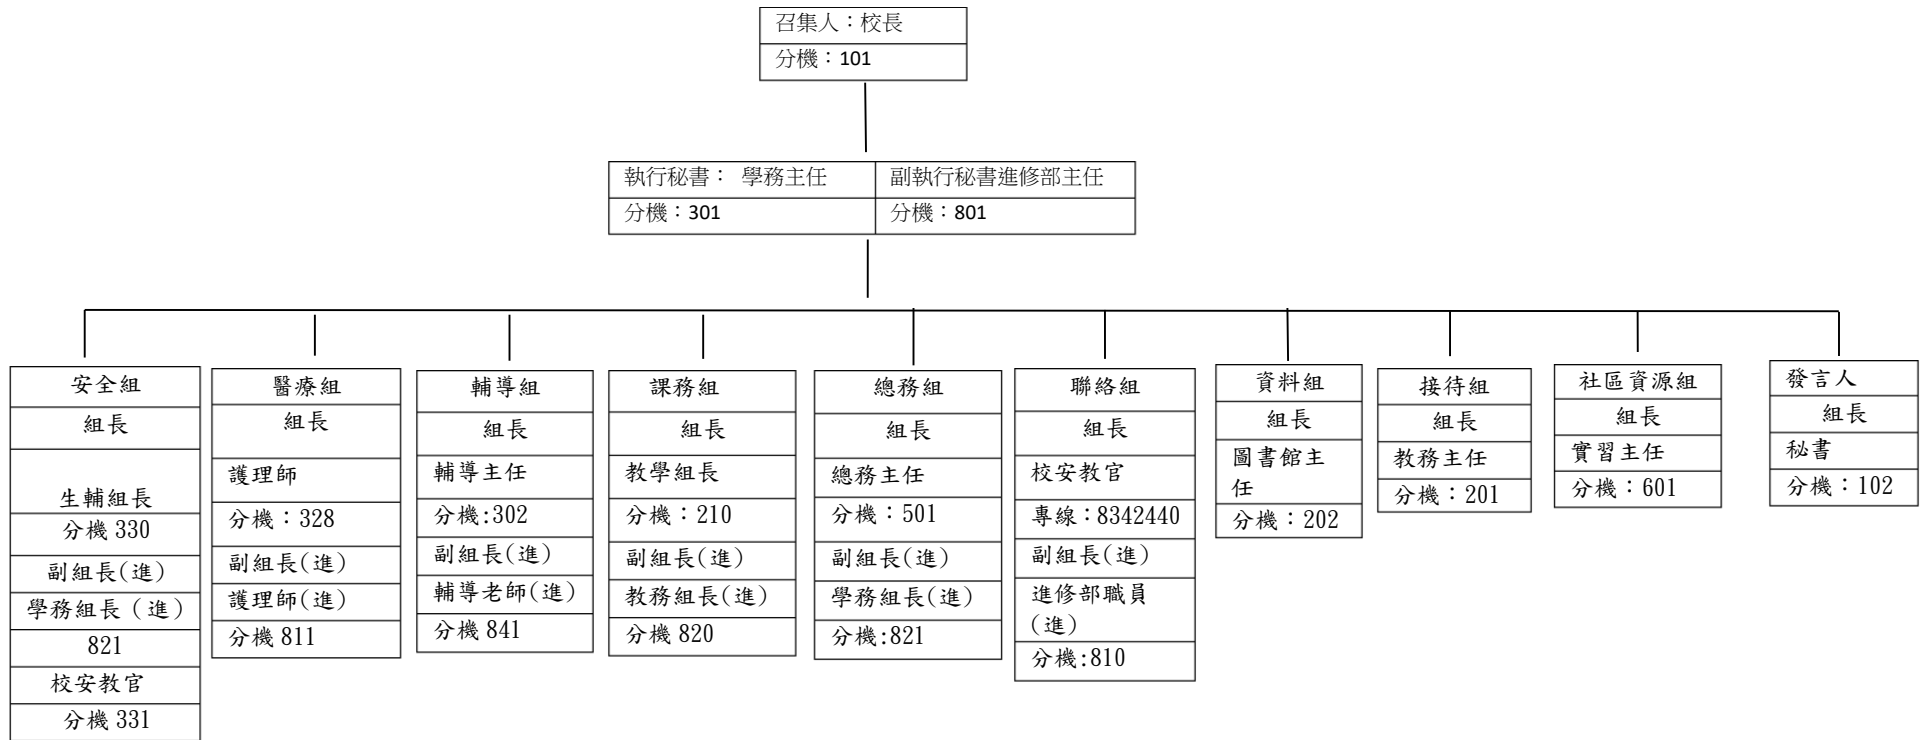 召集人：校長
分機：101
執行秘書： 學務主任
副執行秘書進修部主任
分機：301
分機：801
安全組
組長
生輔組長
分機 330
副組長(進)
學務組長（進）
821
校安教官
分機 331
醫療組
組長
護理師
分機：328
副組長(進)
護理師(進)
分機 811
輔導組
組長
輔導主任
分機:302
副組長(進)
輔導老師(進)
分機 841
課務組
組長
教學組長
分機：210
副組長(進)
教務組長(進)
分機 820
總務組
組長
總務主任
分機：501
副組長(進)
學務組長(進)
分機:821
聯絡組
組長
校安教官
專線：8342440
副組長(進)
進修部職員
(進)
分機:810
資料組
組長
圖書館主
任
分機：202
接待組
組長
教務主任
分機：201
社區資源組
組長
實習主任
分機：601
發言人
組長
秘書
分機：102